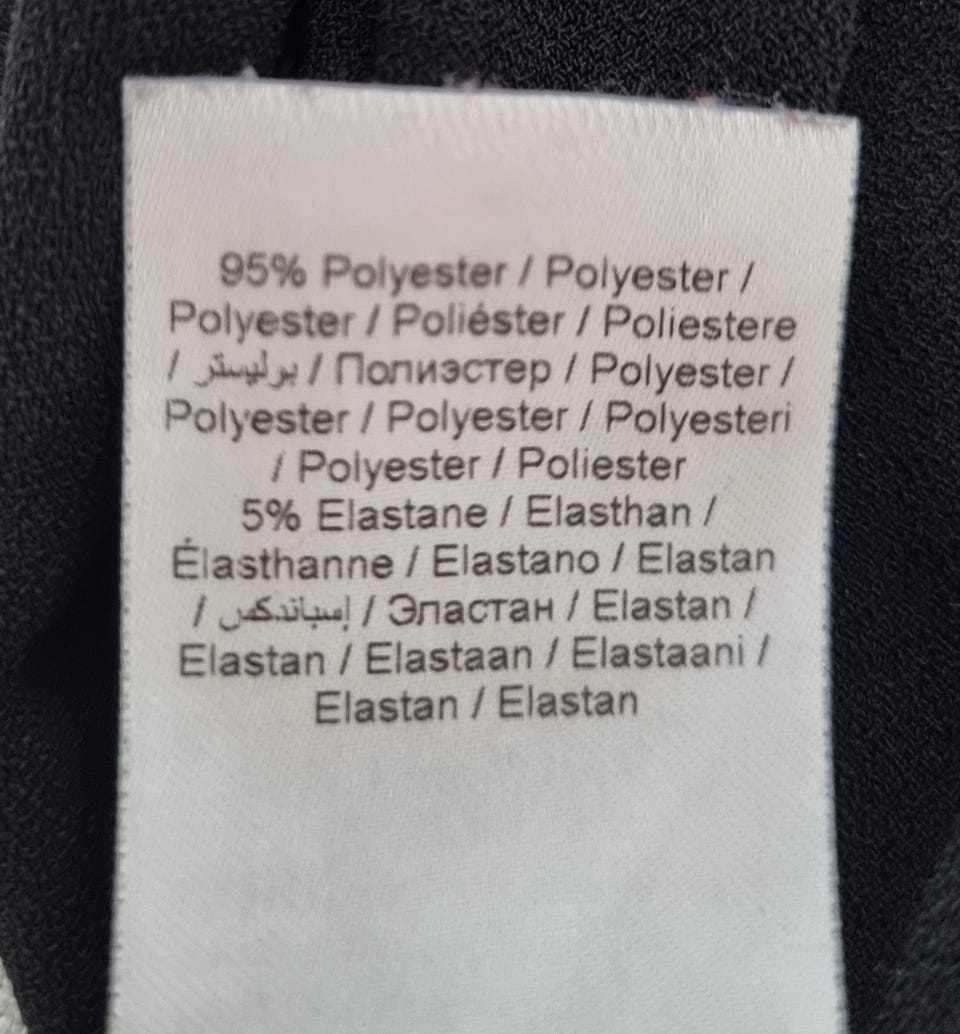 95% Polyester / Polyester /
Polyester / Poliéster / Poliestere
/ بوليستر / Полиэстер / Polyester /
Polyester / Polyester / Polyesteri
/ Polyester / Poliester
5% Elastane / Elasthan /
Élasthanne / Elastano / Elastan
/ إسباندكس / Эластан / Elastan /
Elastan / Elastaan / Elastaani /
Elastan / Elastan